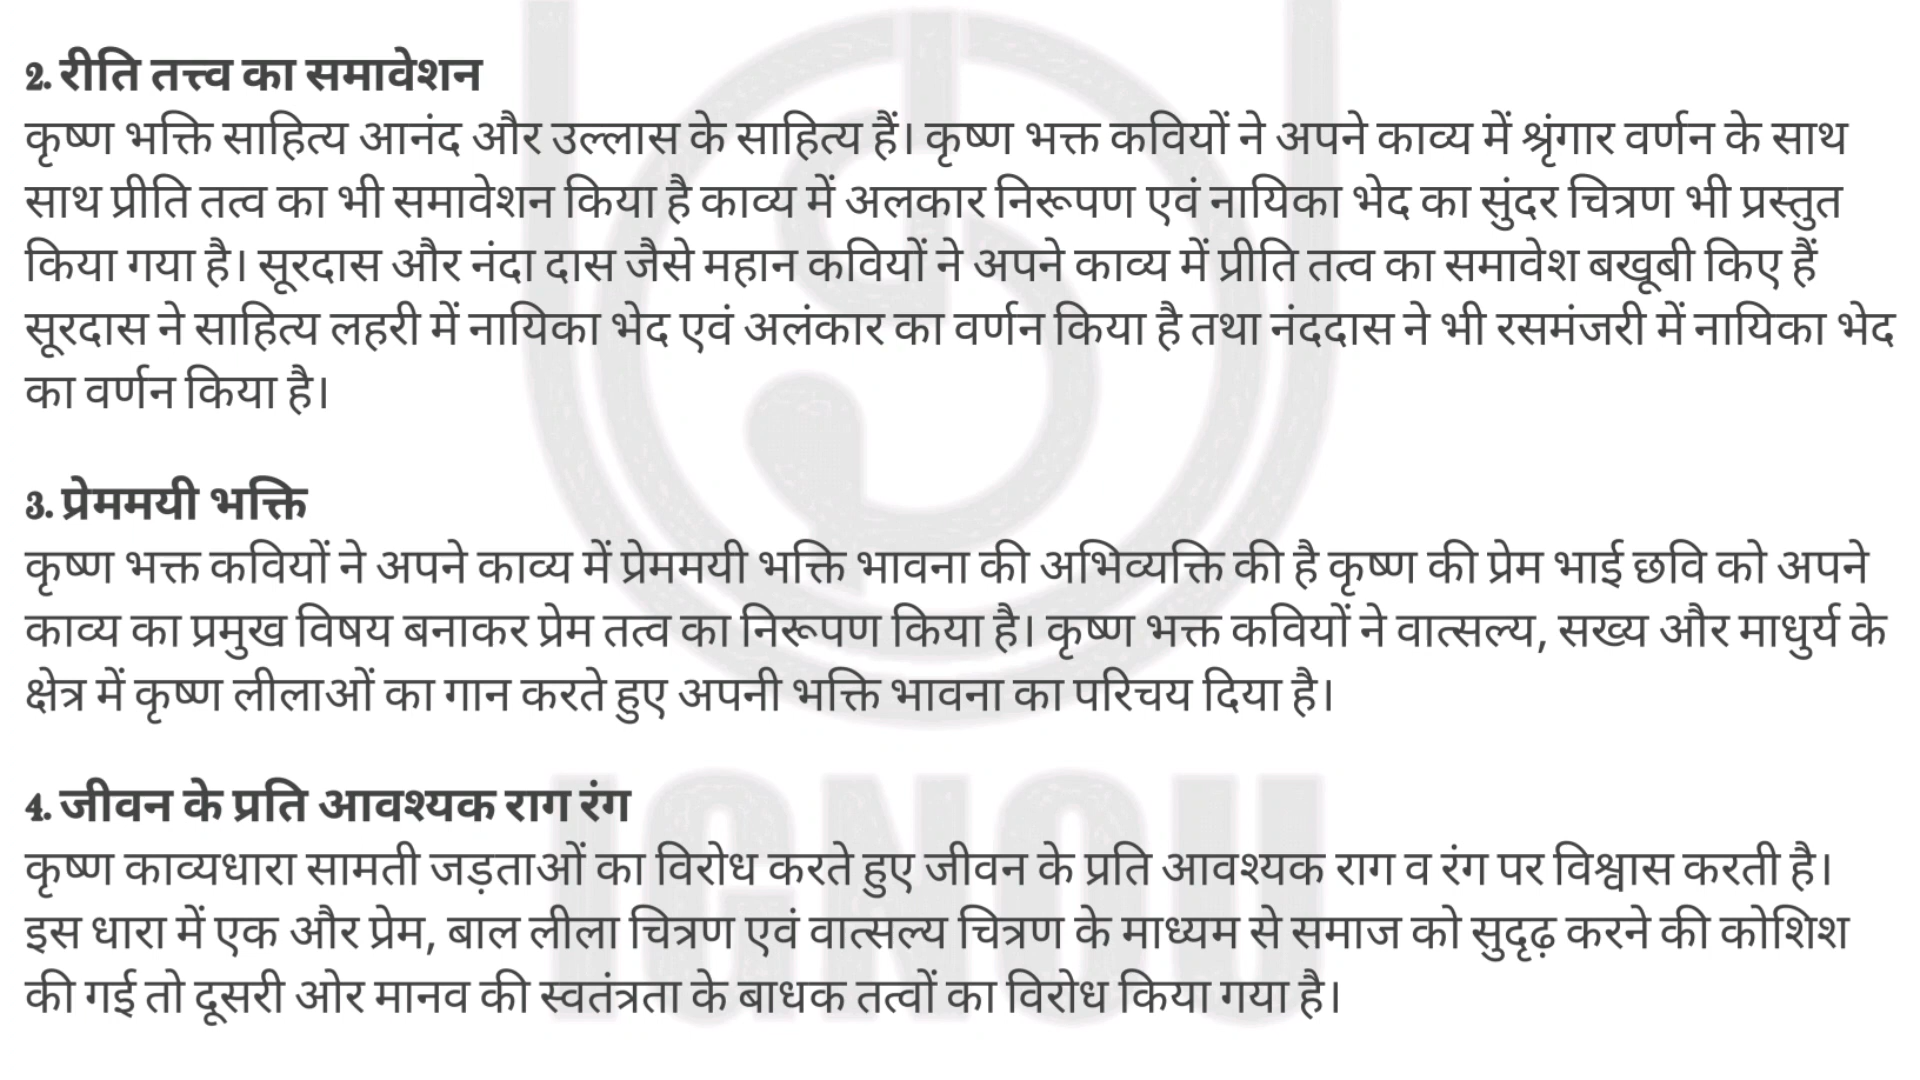 2. रीति तत्त्व का समावेशन
कृष्ण भक्ति साहित्य आनंद और उल्लास के साहित्य हैं। कृष्ण भक्त कवियों ने अपने काव्य में श्रृंगार वर्णन के साथ
साथ प्रीति तत्व का भी समावेशन किया है काव्य में अलकार निरूपण एवं नायिका भेद का सुंदर चित्रण भी प्रस्तुत
किया गया है। सूरदास और नंदा दास जैसे महान कवियों ने अपने काव्य में प्रीति तत्व का समावेश बखूबी किए हैं
सूरदास ने साहित्य लहरी में नायिका भेद एवं अलंकार का वर्णन किया है तथा नंददास ने भी रसमंजरी में नायिका भेद
का वर्णन किया है।
3. प्रेममयी भक्ति
कृष्ण भक्त कवियों ने अपने काव्य में प्रेममयी भक्ति भावना की अभिव्यक्ति की है कृष्ण की प्रेम भाई छवि को अपने
काव्य का प्रमुख विषय बनाकर प्रेम तत्व का निरूपण किया है। कृष्ण भक्त कवियों ने वात्सल्य, सख्य और माधुर्य के
क्षेत्र में कृष्ण लीलाओं का गान करते हुए अपनी भक्ति भावना का परिचय दिया है।
4. जीवन के प्रति आवश्यक राग रंग
कृष्ण काव्यधारा सामती जड़ताओं का विरोध करते हुए जीवन के प्रति आवश्यक राग व रंग पर विश्वास करती है।
इस धारा में एक और प्रेम, बाल लीला चित्रण एवं वात्सल्य चित्रण के माध्यम से समाज को सुदृढ़ करने की कोशिश
की गई तो दूसरी ओर मानव की स्वतंत्रता के बाधक तत्वों का विरोध किया गया है।
IGNOU